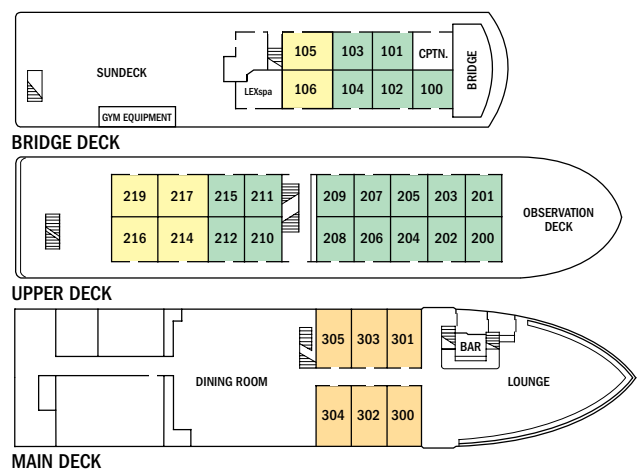 105 103 101 CPTN.
SUNDECK
BRIDGE
LEXspa 106 104 102 100
GYM EQUIPMENT
BRIDGE DECK
219 217 215 211 209 207 205 203 201
OBSERVATION
DECK
216 214 212 210 208 206 204 202 200
UPPER DECK
305 303 301 BAR
DINING ROOM LOUNGE
304 302 300
MAIN DECK